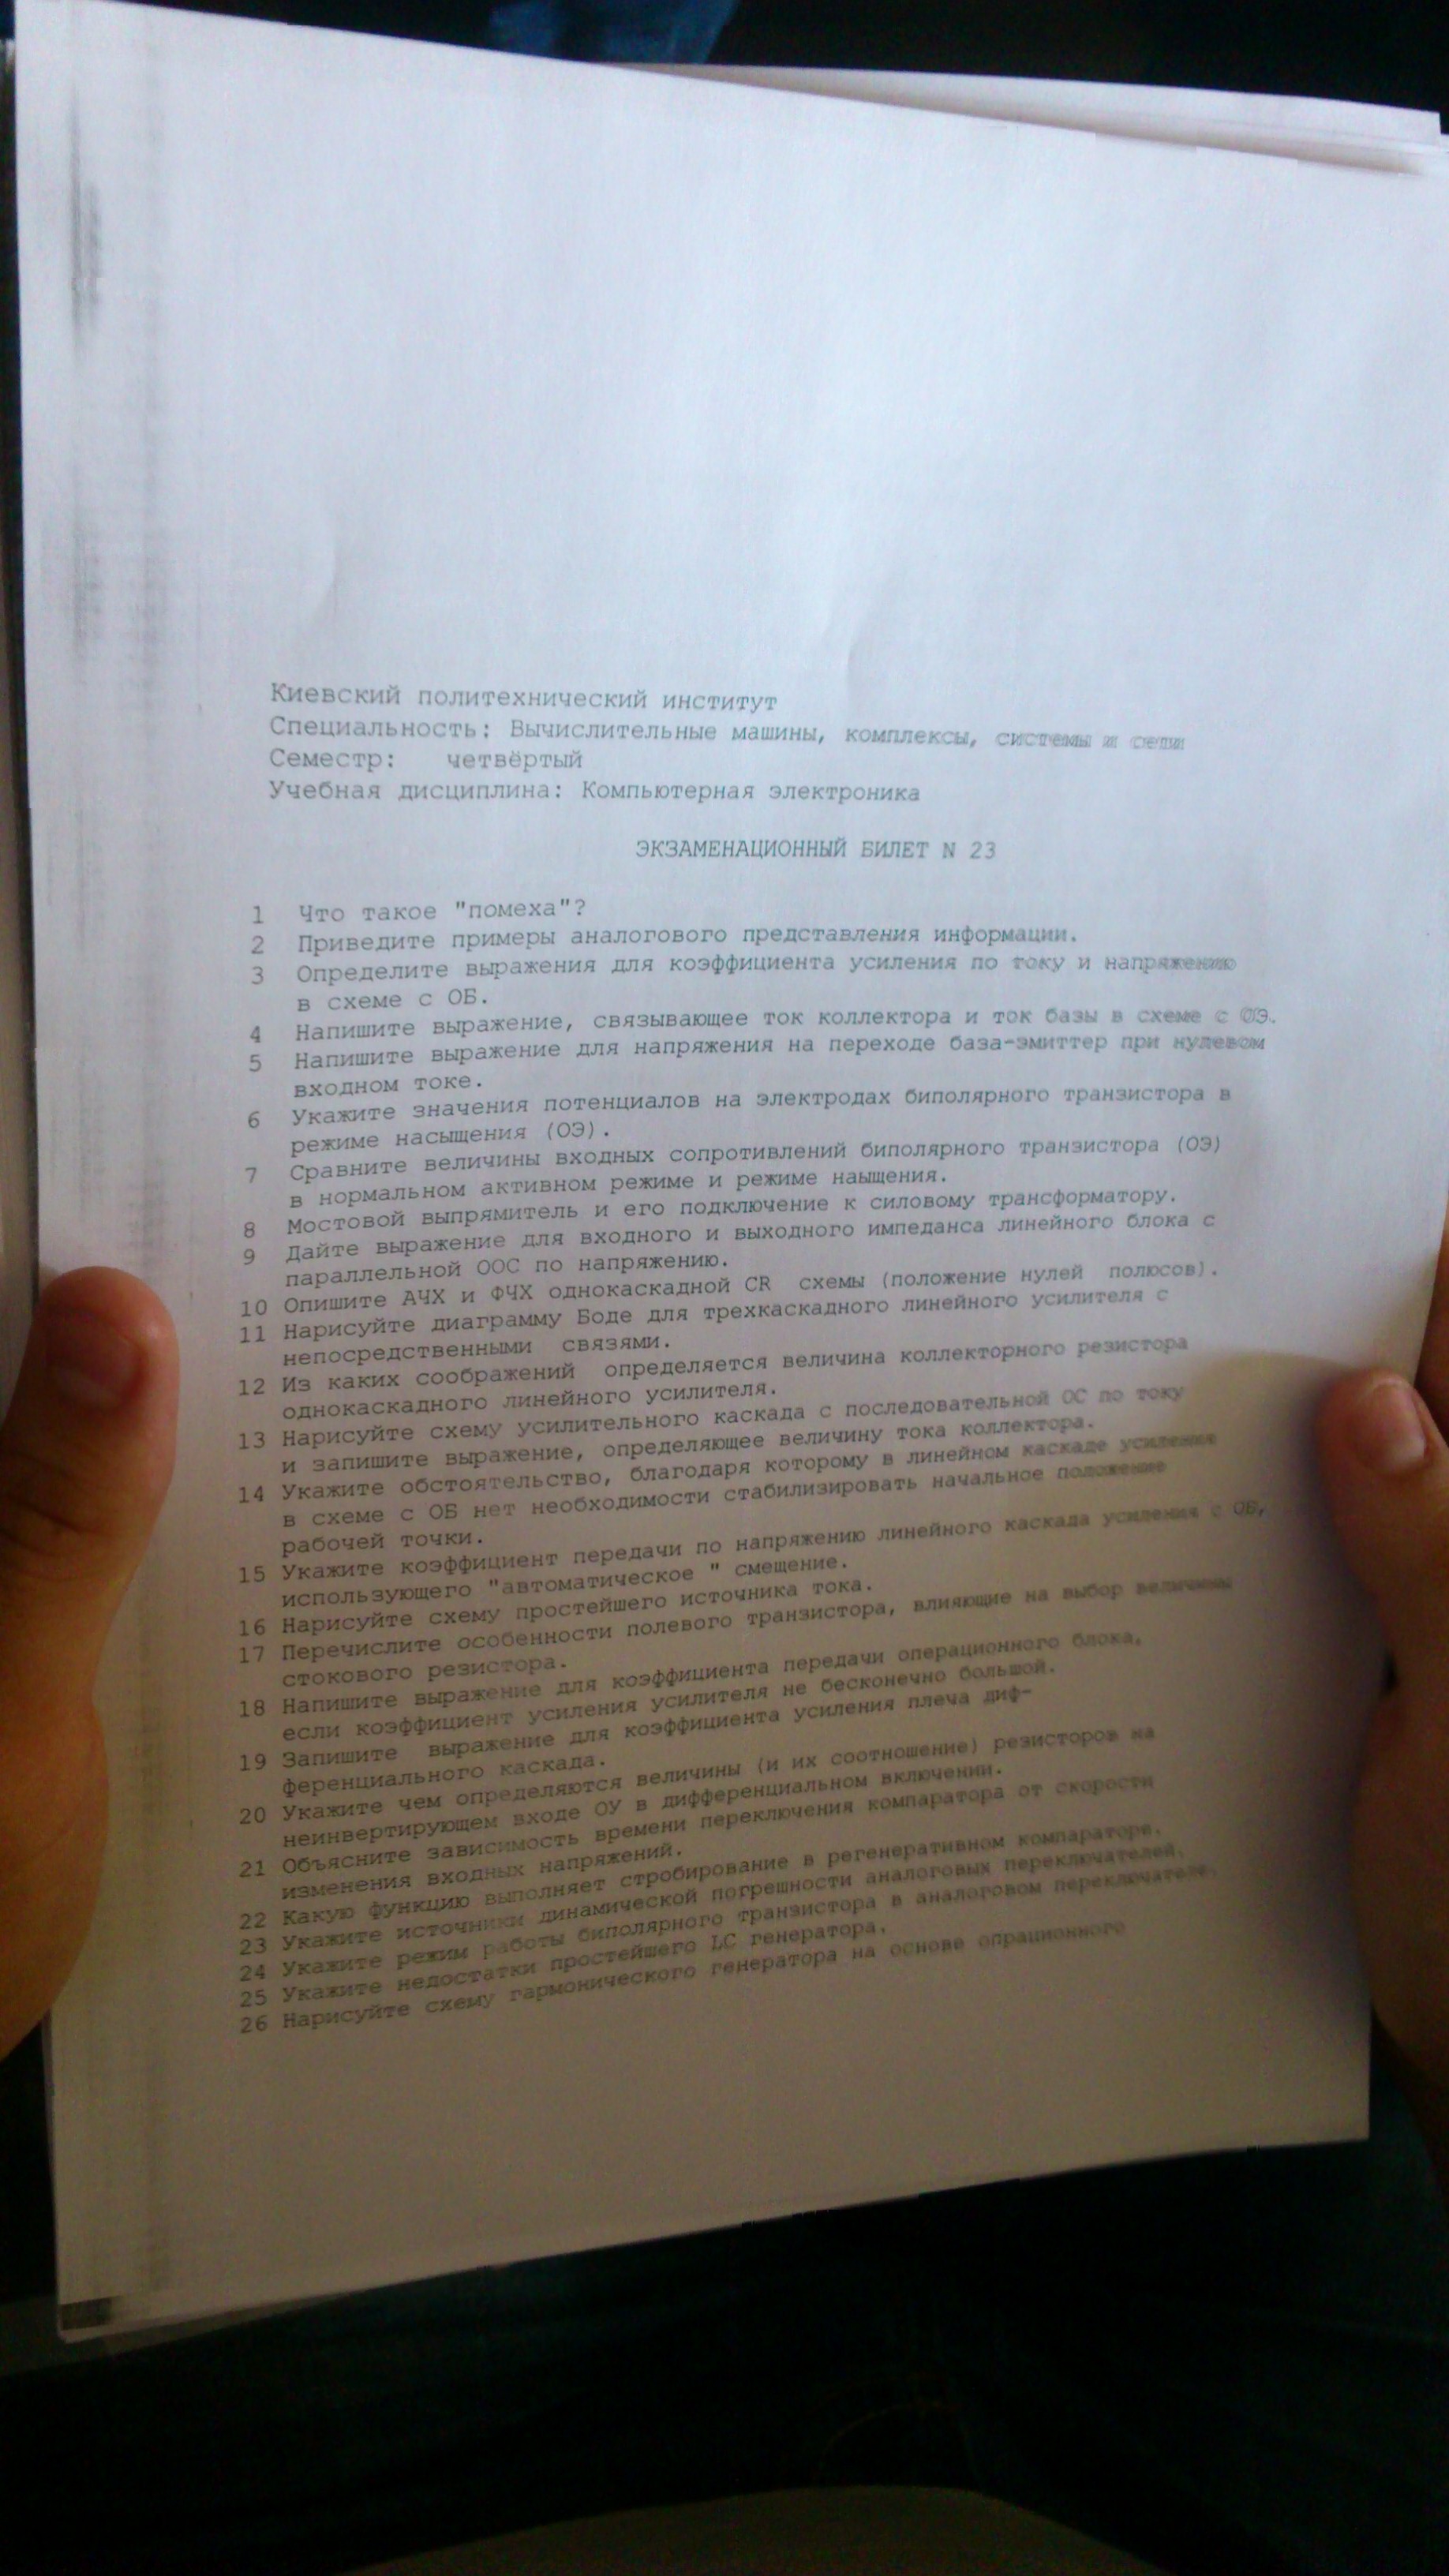 Киевский политехнический институт
Специальность: Вычислительные машины, комплексы, системы и сети
Семестр: четвёртый
Учебная дисциплина: Компьютерная электроника
ЭКЗАМЕНАЦИОННЫЙ БИЛЕТ N 23
1 Что такое "помеха"?
2 Приведите примеры аналогового представления информации.
3 Определите выражения для коэффициента усиления по току и напряжению
в схеме с ОБ.
4 Напишите выражение, связывающее ток коллектора и ток базы в схеме с ОЭ.
5 Напишите выражение для напряжения на переходе база-эмиттер при нулевом
входном токе.
6 Укажите значения потенциалов на электродах биполярного транзистора в
режиме насыщения (ОЭ).
7 Сравните величины входных сопротивлений биполярного транзистора (ОЭ)
в нормальном активном режиме и режиме наыщения.
8 Мостовой выпрямитель и его подключение к силовому трансформатору.
9 Дайте выражение для входного и выходного импеданса линейного блока с
параллельной ООС по напряжению.
10 Опишите АЧХ и ФЧХ однокаскадной CR схемы (положение нулей полюсов).
11 Нарисуйте диаграмму Боде для трехкаскадного линейного усилителя с
непосредственными связями.
12 Из каких соображений определяется величина коллекторного резистора
однокаскадного линейного усилителя.
13 Нарисуйте схему усилительного каскада с последовательной ОС по току
и запишите выражение, определяющее величину тока коллектора.
14 Укажите обстоятельство, благодаря которому в линейном каскаде усиления
в схеме с ОБ нет необходимости стабилизировать начальное положение
рабочей точки.
15 Укажите коэффициент передачи по напряжению линейного каскада усиления с ОБ,
использующего "автоматическое " смещение.
16 Нарисуйте схему простейшего источника тока.
17 Перечислите особенности полевого транзистора, влияющие на выбор величины
стокового резистора.
18 Напишите выражение для коэффициента передачи операционного блока,
если коэффициент усиления усилителя не бесконечно большой.
19 Запишите выражение для коэффициента усиления плеча диф-
ференциального каскада.
20 Укажите чем определяются величины (и их соотношение) резисторов на
неинвертирующем входе ОУ в дифференциальном включении.
21 Объясните зависимость времени переключения компаратора от скорости
изменения входных напряжений.
22 Какую функцию выполняет стробирование в регенеративном компараторе.
23 Укажите источники динамической погрешности аналоговых переключателей.
24 Укажите режим работы биполярного транзистора в аналоговом переключателе.
25 Укажите недостатки простейшего LC генератора.
26 Нарисуйте схему гармонического генератора на основе опрационного